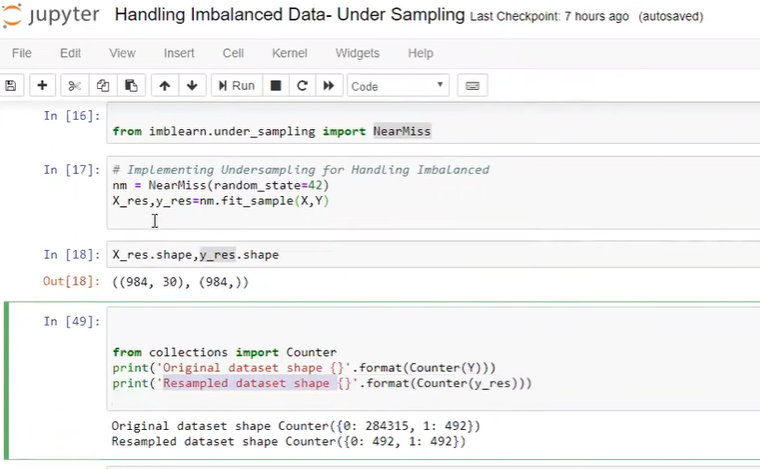 jupyter Handling Imbalanced Data- Under Sampling Last Checkpoint: 7 hours ago (autosaved)
File Edit View Insert Cell Kernel Widgets Help
Run Code
In [16]:
from imblearn.under_sampling import NearMiss
In [17]: # Implementing Undersampling for Handling Imbalanced
nm = NearMiss(random_state=42)
X_res,y_res=nm.fit_sample(X,Y)
In [18]: X_res.shape,y_res.shape
Out[18]: ((984, 30), (984,))
In [49]:
from collections import Counter
print('Original dataset shape {}'.format(Counter(Y)))
print('Resampled dataset shape {}'.format(Counter(y_res)))
Original dataset shape Counter({0: 284315, 1: 492})
Resampled dataset shape Counter({0: 492, 1: 492})